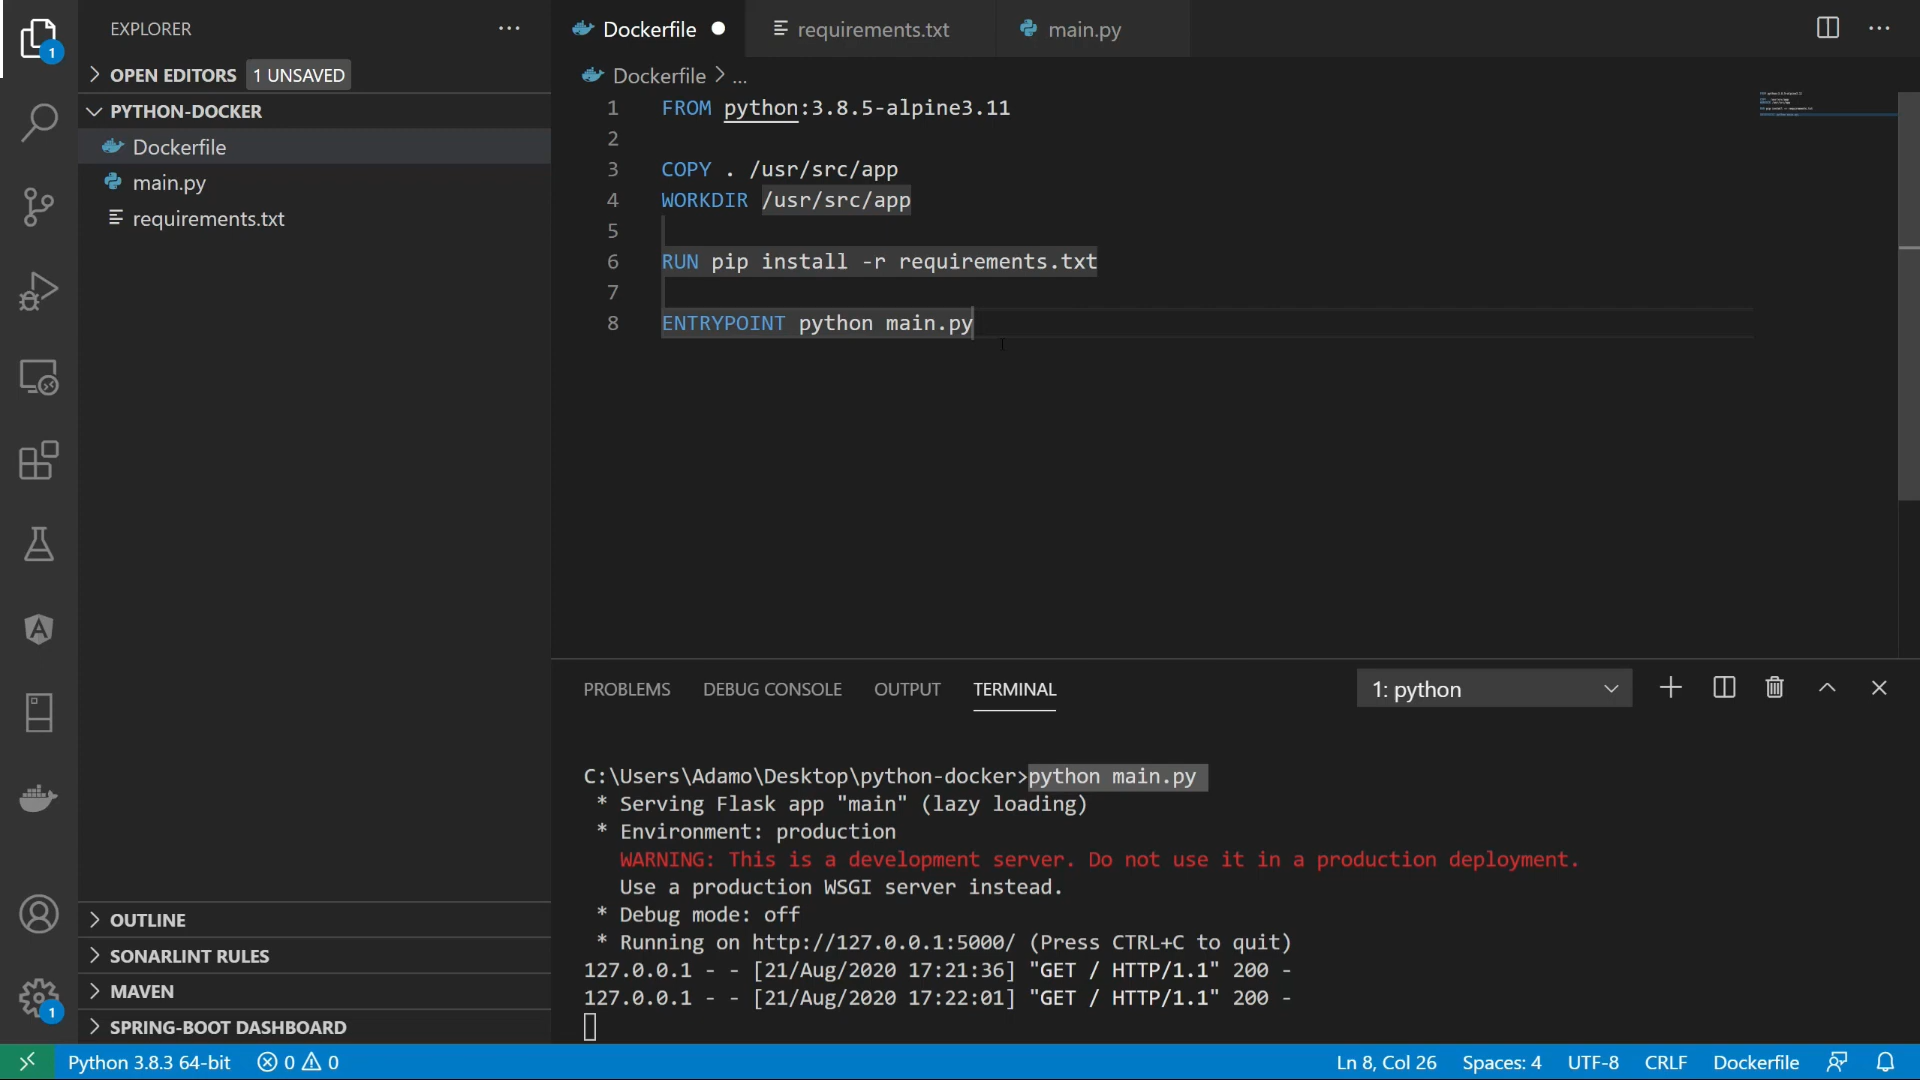 EXPLORER
Dockerfile
requirements.txt
main.py
1
OPEN EDITORS 1 UNSAVED
Dockerfile > ...
PYTHON-DOCKER
Dockerfile
main.py
requirements.txt
1 FROM python:3.8.5-alpine3.11
2
3 COPY . /usr/src/app
4 WORKDIR /usr/src/app
5
6 RUN pip install -r requirements.txt
7
8 ENTRYPOINT python main.py
PROBLEMS DEBUG CONSOLE OUTPUT TERMINAL
1: python
C:\Users\Adamo\Desktop\python-docker>python main.py
* Serving Flask app "main" (lazy loading)
* Environment: production
WARNING: This is a development server. Do not use it in a production deployment.
Use a production WSGI server instead.
* Debug mode: off
* Running on http://127.0.0.1:5000/ (Press CTRL+C to quit)
127.0.0.1 - - [21/Aug/2020 17:21:36] "GET / HTTP/1.1" 200 -
127.0.0.1 - - [21/Aug/2020 17:22:01] "GET / HTTP/1.1" 200 -
OUTLINE
SONARLINT RULES
MAVEN
1
SPRING-BOOT DASHBOARD
Python 3.8.3 64-bit 0 0 Ln 8, Col 26 Spaces: 4 UTF-8 CRLF Dockerfile